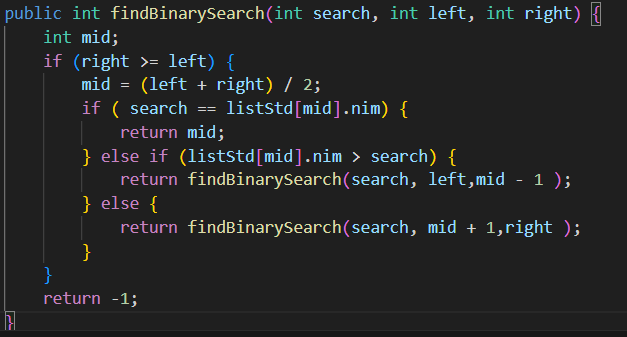 public int findBinarySearch(int search, int left, int right) {
    int mid;
    if (right >= left) {
        mid = (left + right) / 2;
        if ( search == listStd[mid].nim) {
            return mid;
        } else if (listStd[mid].nim > search) {
            return findBinarySearch(search, left,mid - 1 );
        } else {
            return findBinarySearch(search, mid + 1,right );
        }
    }
    return -1;
}